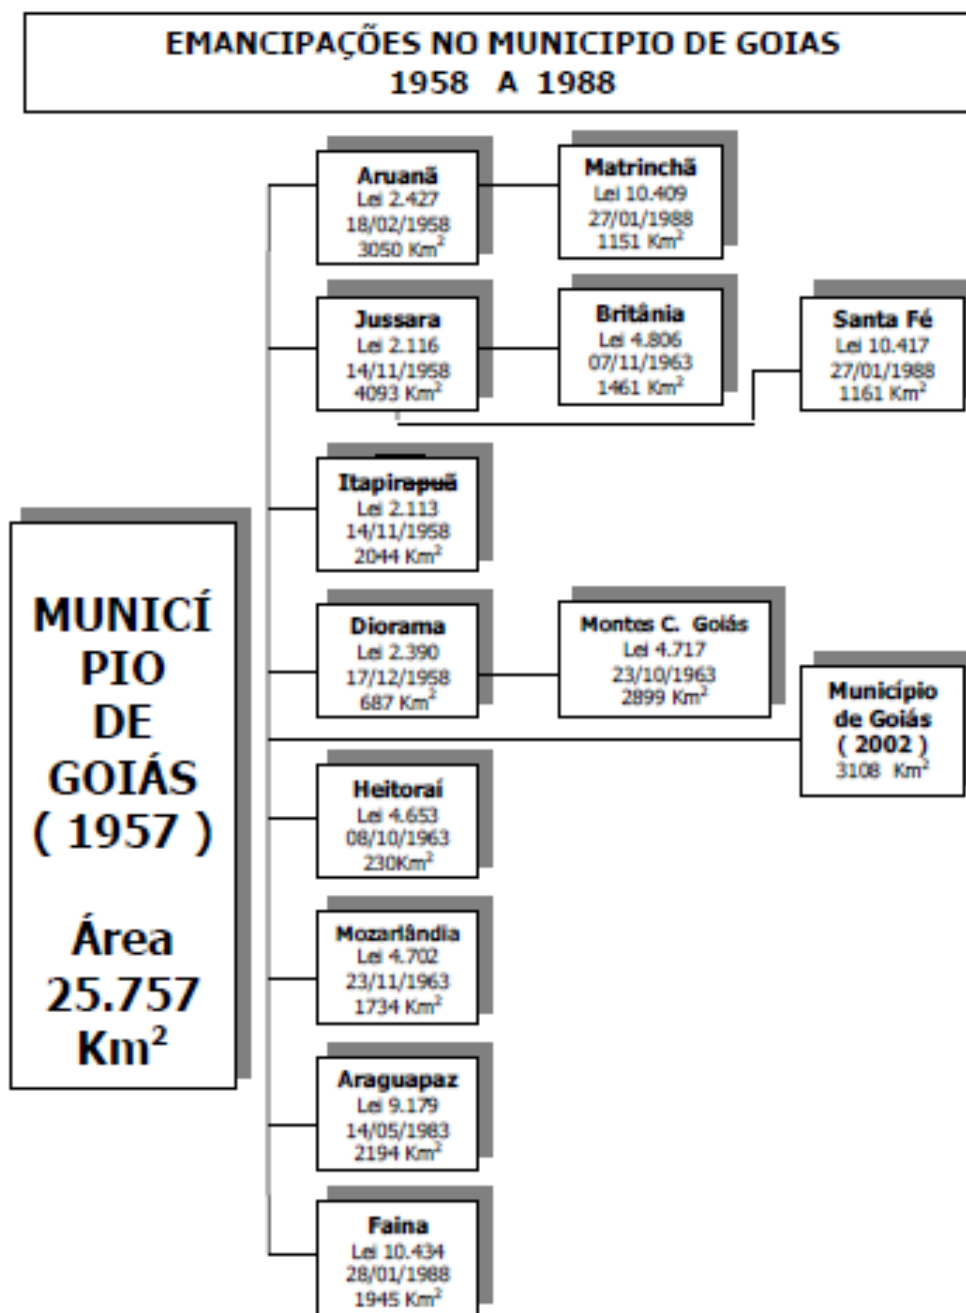 EMANCIPAÇÕES NO MUNICIPIO DE GOIAS
1958 A 1988
MUNICÍ
PIO
DE
GOIÁS
( 1957 )
Área
25.757
Km²
Aruanã
Lei 2.427
18/02/1958
3050 Km²
Matrinchã
Lei 10.409
27/01/1988
1151 Km²
Jussara
Lei 2.116
14/11/1958
4093 Km²
Britânia
Lei 4.806
07/11/1963
1461 Km²
Santa Fé
Lei 10.417
27/01/1988
1161 Km²
Itapirapuã
Lei 2.113
14/11/1958
2044 Km²
Diorama
Lei 2.390
17/12/1958
687 Km²
Montes C. Goiás
Lei 4.717
23/10/1963
2899 Km²
Município
de Goiás
( 2002 )
3108 Km²
Heitoraí
Lei 4.653
08/10/1963
230Km²
Mozarlândia
Lei 4.702
23/11/1963
1734 Km²
Araguapaz
Lei 9.179
14/05/1983
2194 Km²
Faina
Lei 10.434
28/01/1988
1945 Km²